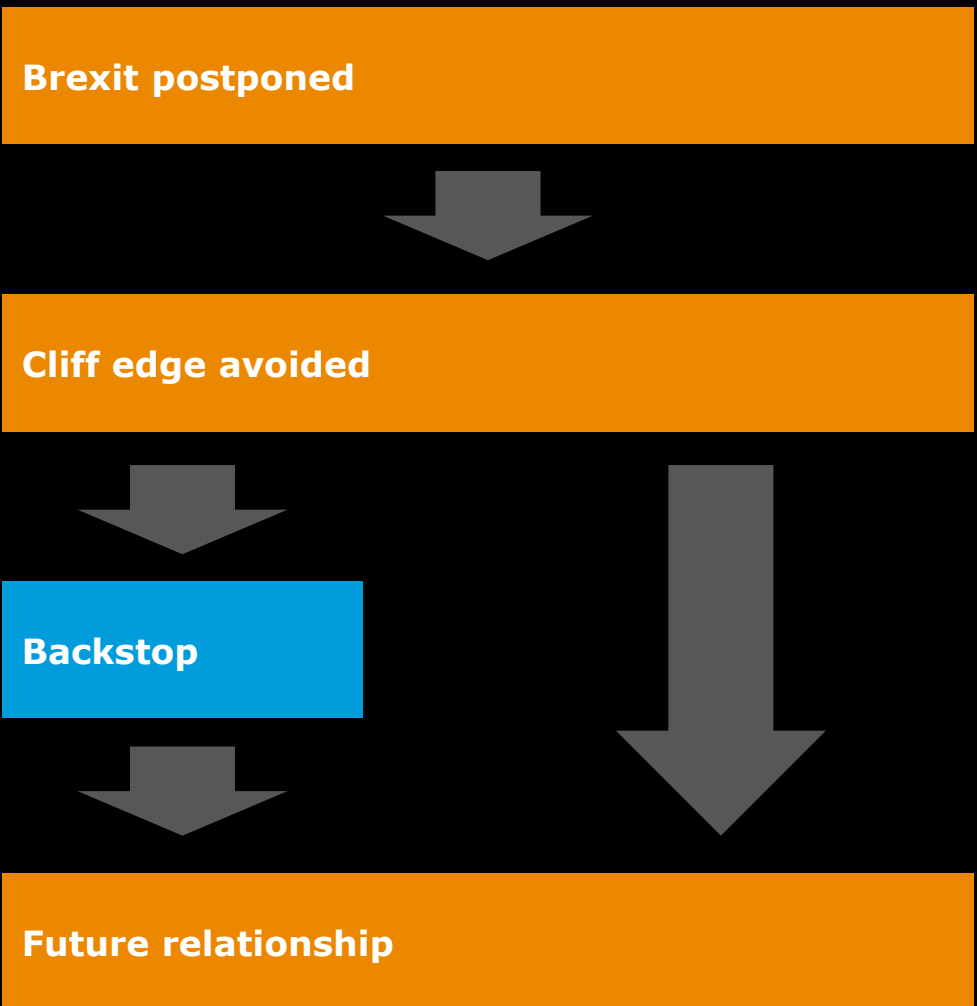 Brexit postponed
Cliff edge avoided
Backstop
Future relationship